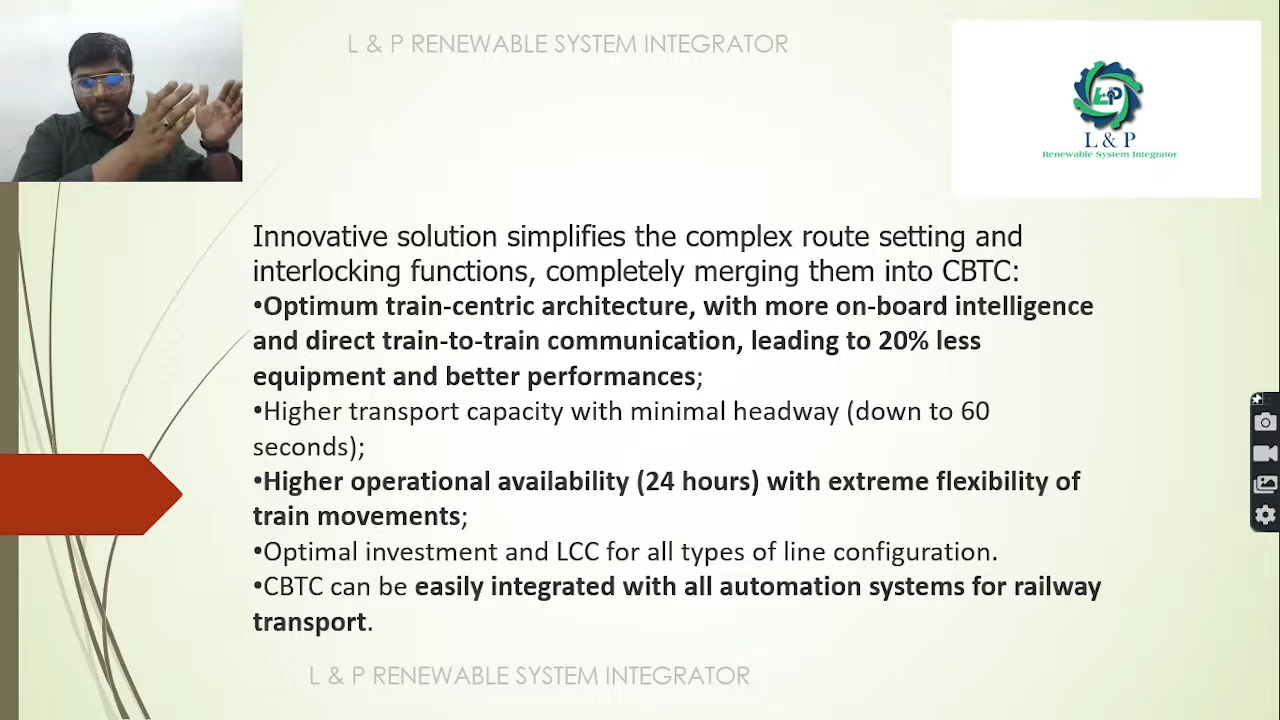 L & P RENEWABLE SYSTEM INTEGRATOR
L&P
L & P
Renewable System Integrator
Innovative solution simplifies the complex route setting and
interlocking functions, completely merging them into CBTC:
•Optimum train-centric architecture, with more on-board intelligence
and direct train-to-train communication, leading to 20% less
equipment and better performances;
•Higher transport capacity with minimal headway (down to 60
seconds);
•Higher operational availability (24 hours) with extreme flexibility of
train movements;
•Optimal investment and LCC for all types of line configuration.
•CBTC can be easily integrated with all automation systems for railway
transport.
L & P RENEWABLE SYSTEM INTEGRATOR